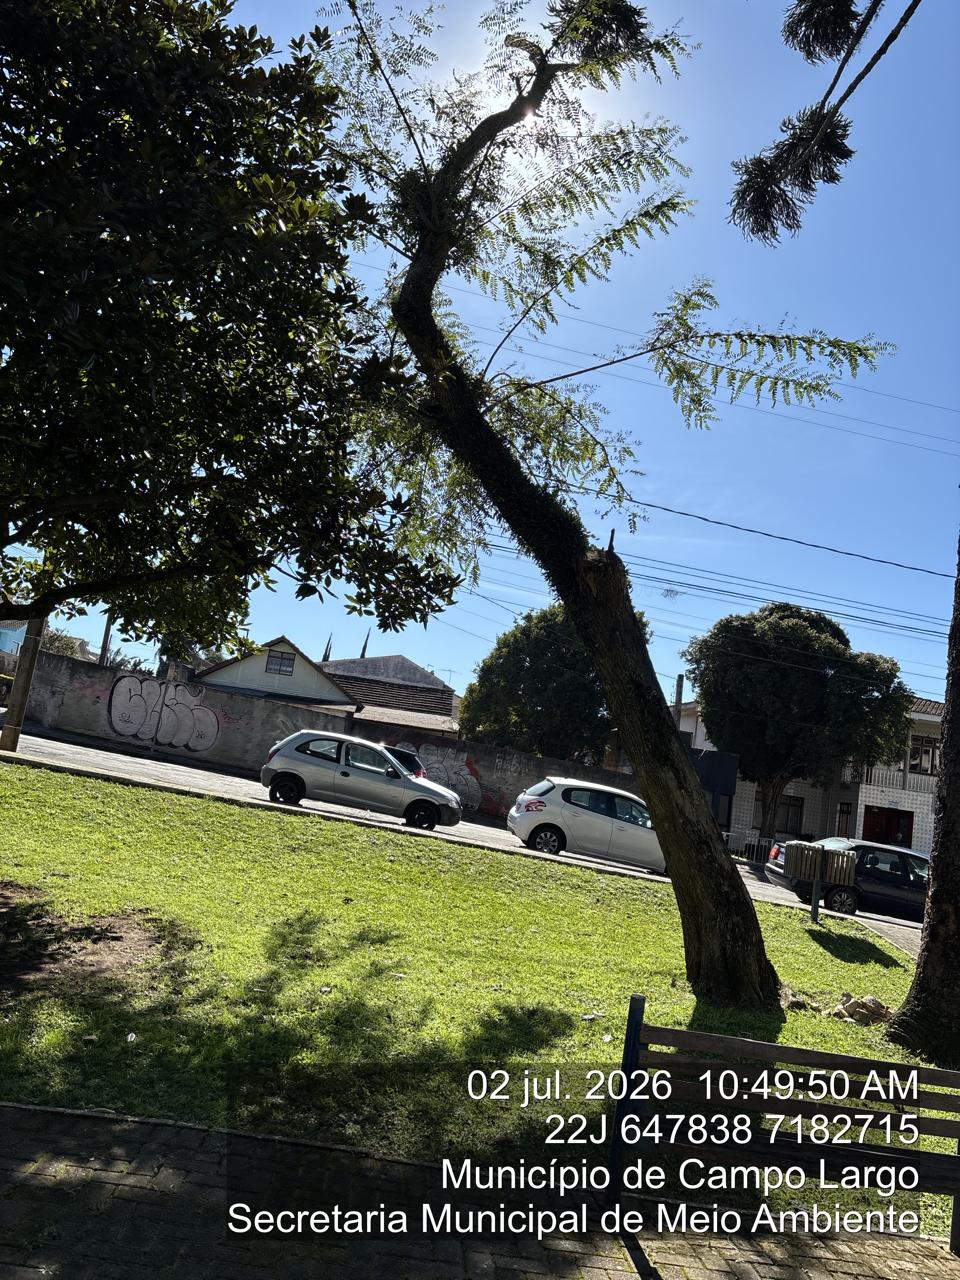 02 jul. 2026 10:49:50 AM
22J 647838 7182715
Município de Campo Largo
Secretaria Municipal de Meio Ambiente